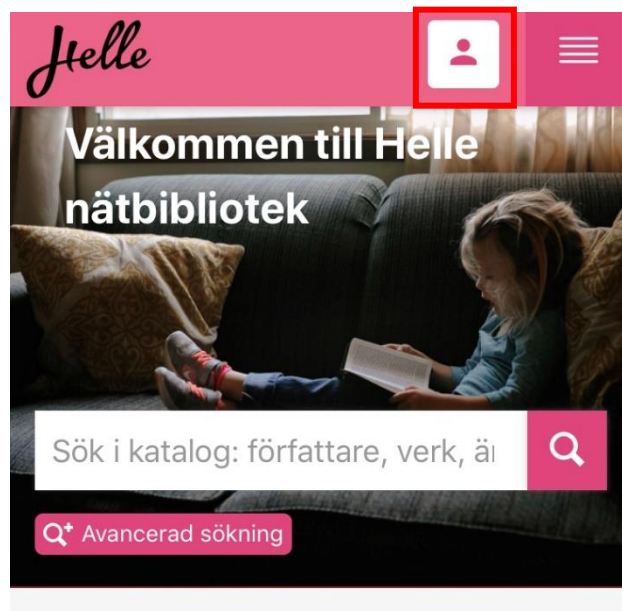 Helle
Välkommen till Helle
nätbibliotek
Sök i katalog: författare, verk, äı
Avancerad sökning